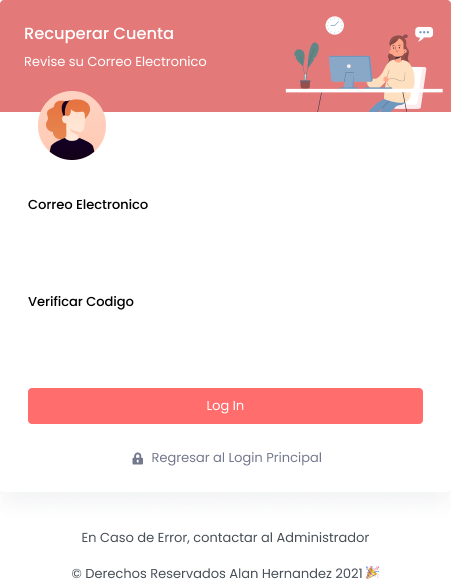 Recuperar Cuenta
Revise su Correo Electronico
Correo Electronico
Verificar Codigo
Log In
Regresar al Login Principal
En Caso de Error, contactar al Administrador
© Derechos Reservados Alan Hernandez 2021 🎉